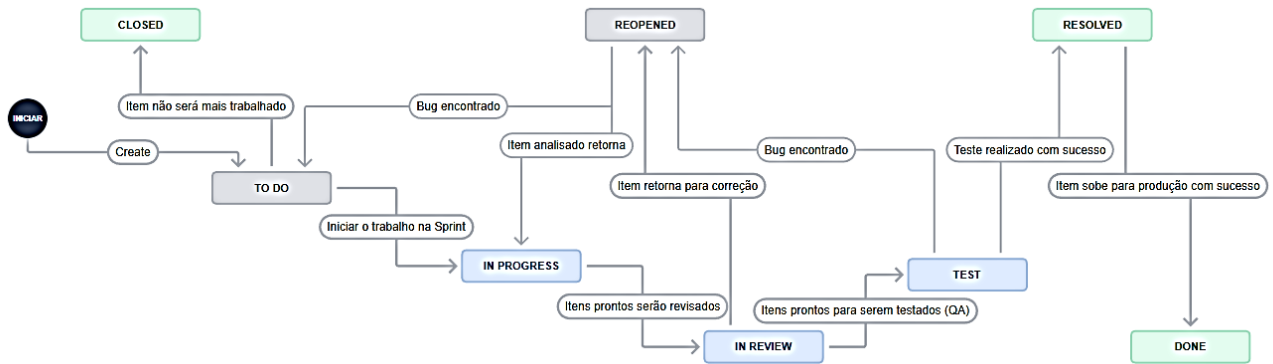 CLOSED
REOPENED
RESOLVED
Item não será mais trabalhado
Bug encontrado
INICIAR
Create
Item analisado retorna
Bug encontrado
Teste realizado com sucesso
TO DO
Item retorna para correção
Item sobe para produção com sucesso
Iniciar o trabalho na Sprint
IN PROGRESS
TEST
Itens prontos serão revisados
Itens prontos para serem testados (QA)
IN REVIEW
DONE